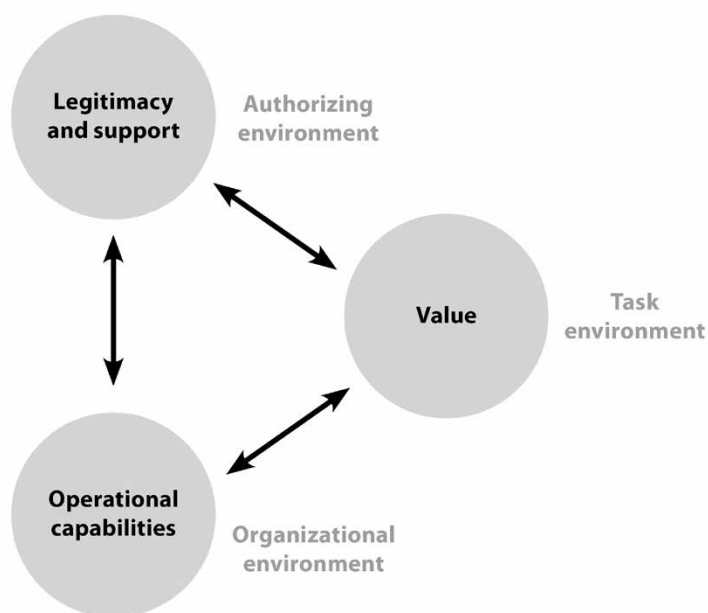 Legitimacy
and support
Authorizing
environment
Value
Task
environment
Operational
capabilities
Organizational
environment